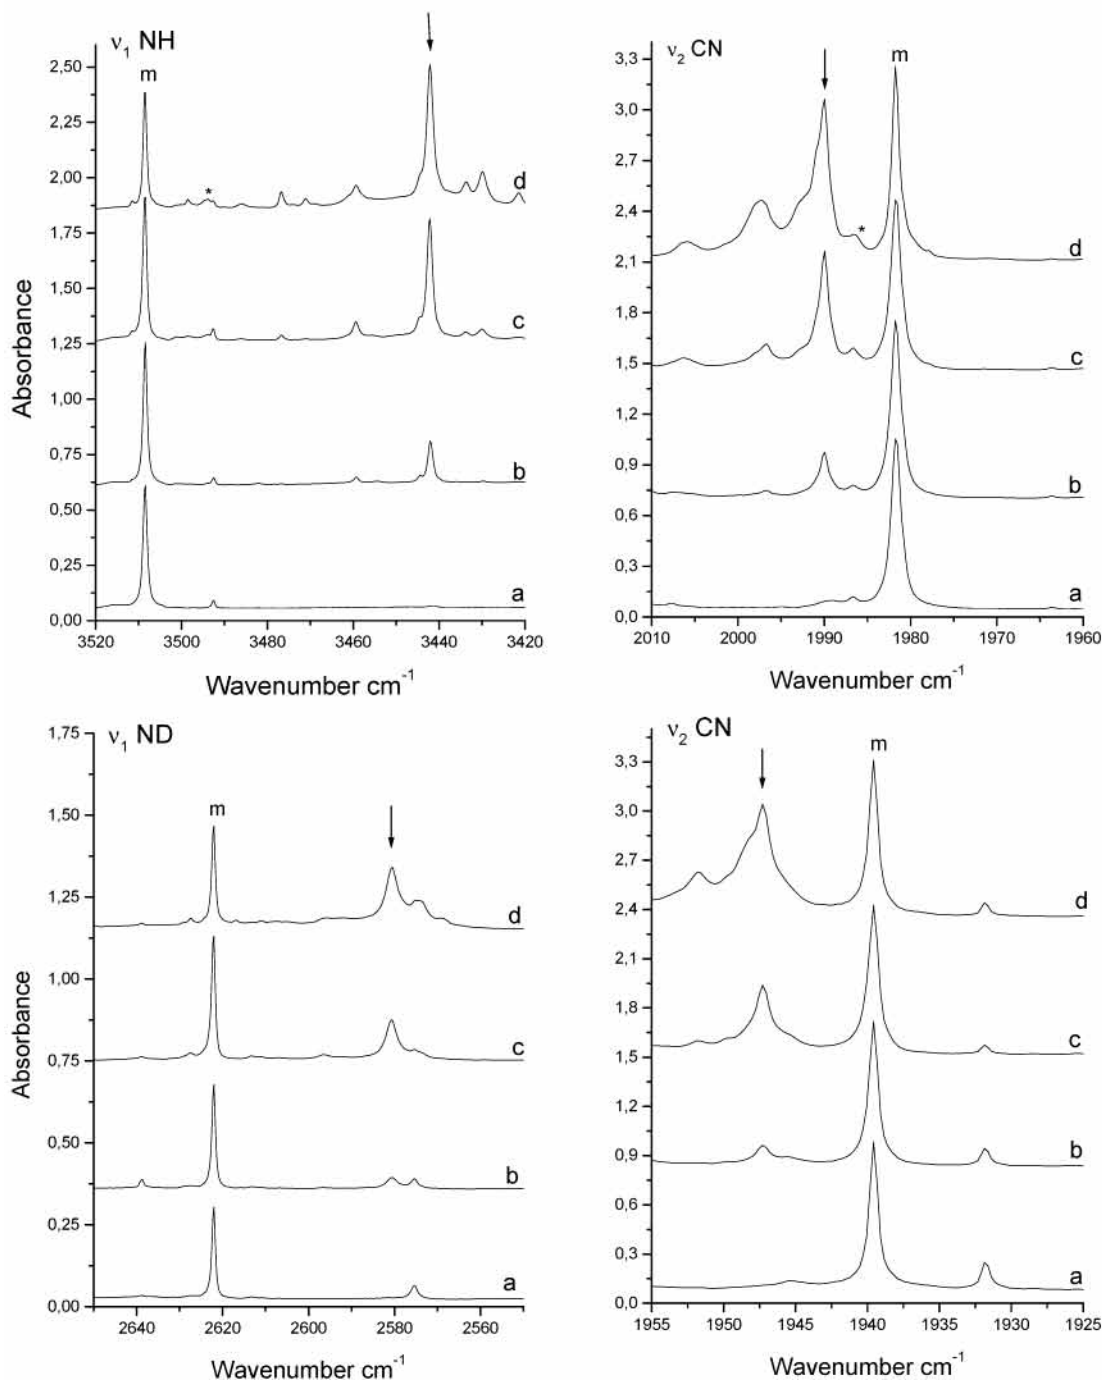 ν₁ NH
m
*
d
c
b
a
2,50
2,25
2,00
1,75
1,50
1,25
1,00
0,75
0,50
0,25
0,00
Absorbance
3520 3500 3480 3460 3440 3420
Wavenumber cm⁻¹
ν₂ CN
m
*
d
c
b
a
3,3
3,0
2,7
2,4
2,1
1,8
1,5
1,2
0,9
0,6
0,3
0.0
2010 2000 1990 1980 1970 1960
Wavenumber cm⁻¹
ν₁ ND
m
d
c
b
a
1,75
1,50
1,25
1,00
0,75
0,50
0,25
0,00
Absorbance
2640 2620 2600 2580 2560
Wavenumber cm⁻¹
ν₂ CN
m
d
c
b
a
3,3
3,0
2,7
2,4
2,1
1,8
1,5
1,2
0,9
0,6
0,3
0,0
1955 1950 1945 1940 1935 1930 1925
Wavenumber cm⁻¹